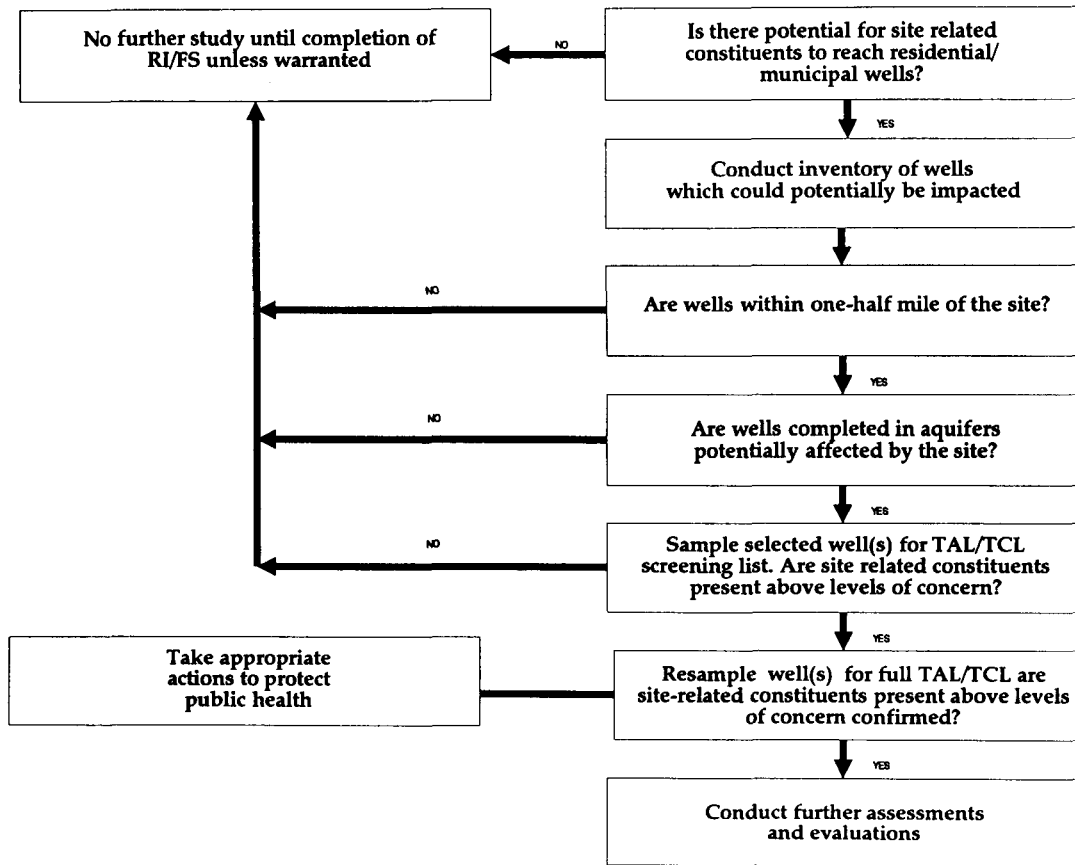 No further study until completion of
RI/FS unless warranted
NO
Is there potential for site related
constituents to reach residential/
municipal wells?
YES
Conduct inventory of wells
which could potentially be impacted
NO
Are wells within one-half mile of the site?
YES
NO
Are wells completed in aquifers
potentially affected by the site?
YES
NO
Sample selected well(s) for TAL/TCL
screening list. Are site related constituents
present above levels of concern?
YES
Take appropriate
actions to protect
public health
Resample well(s) for full TAL/TCL are
site-related constituents present above levels
of concern confirmed?
YES
Conduct further assessments
and evaluations